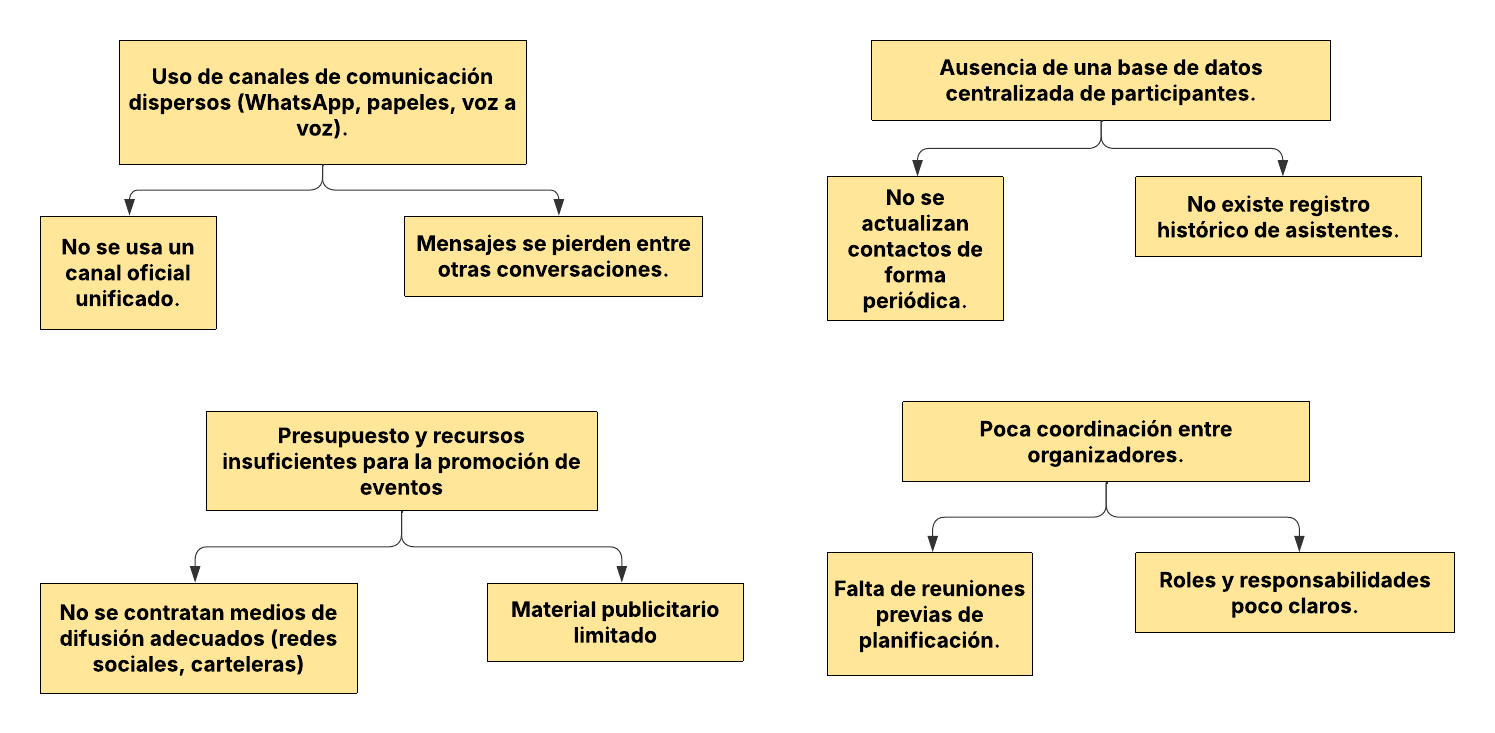 Uso de canales de comunicación
dispersos (WhatsApp, papeles, voz a
voz).
No se usa un
canal oficial
unificado.
Mensajes se pierden entre
otras conversaciones.
Ausencia de una base de datos
centralizada de participantes.
No se
actualizan
contactos de
forma
periódica.
No existe registro
histórico de asistentes.
Presupuesto y recursos
insuficientes para la promoción de
eventos
No se contratan medios de
difusión adecuados (redes
sociales, carteleras)
Material publicitario
limitado
Poca coordinación entre
organizadores.
Falta de reuniones
previas de
planificación.
Roles y responsabilidades
poco claros.